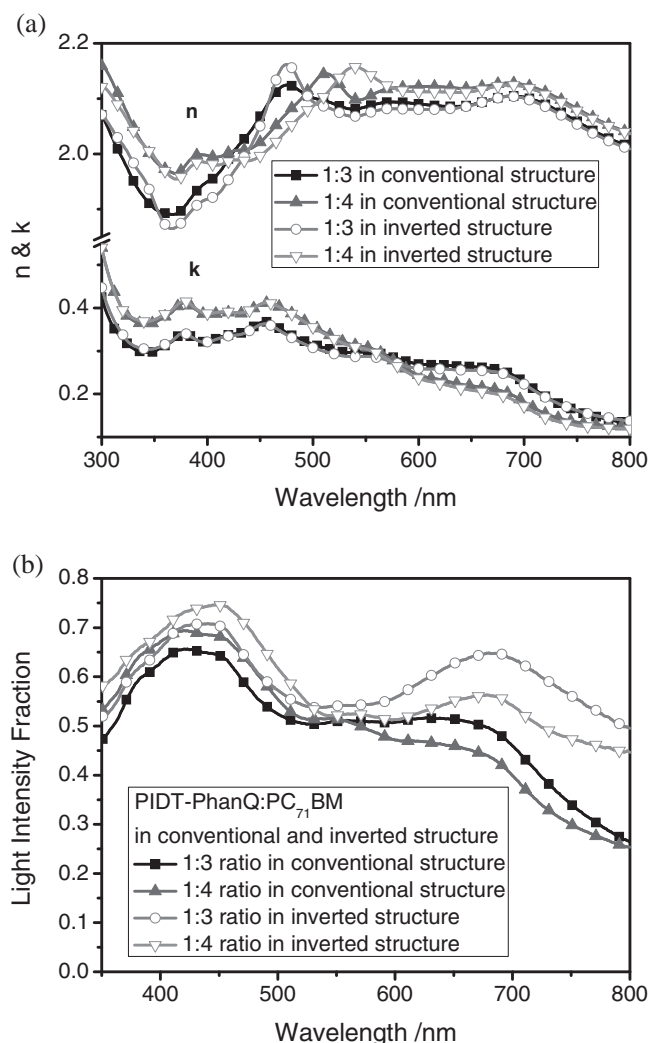 (a)
2.2
2.0
0.4
0.2
n & k
n
k
1:3 in conventional structure
1:4 in conventional structure
1:3 in inverted structure
1:4 in inverted structure
300 400 500 600 700 800
Wavelength /nm
(b)
0.8
0.7
0.6
0.5
0.4
0.3
0.2
0.1
0.0
Light Intensity Fraction
PIDT-PhanQ:PC₇₁BM
in conventional and inverted structure
1:3 ratio in conventional structure
1:4 ratio in conventional structure
1:3 ratio in inverted structure
1:4 ratio in inverted structure
400 500 600 700 800
Wavelength /nm